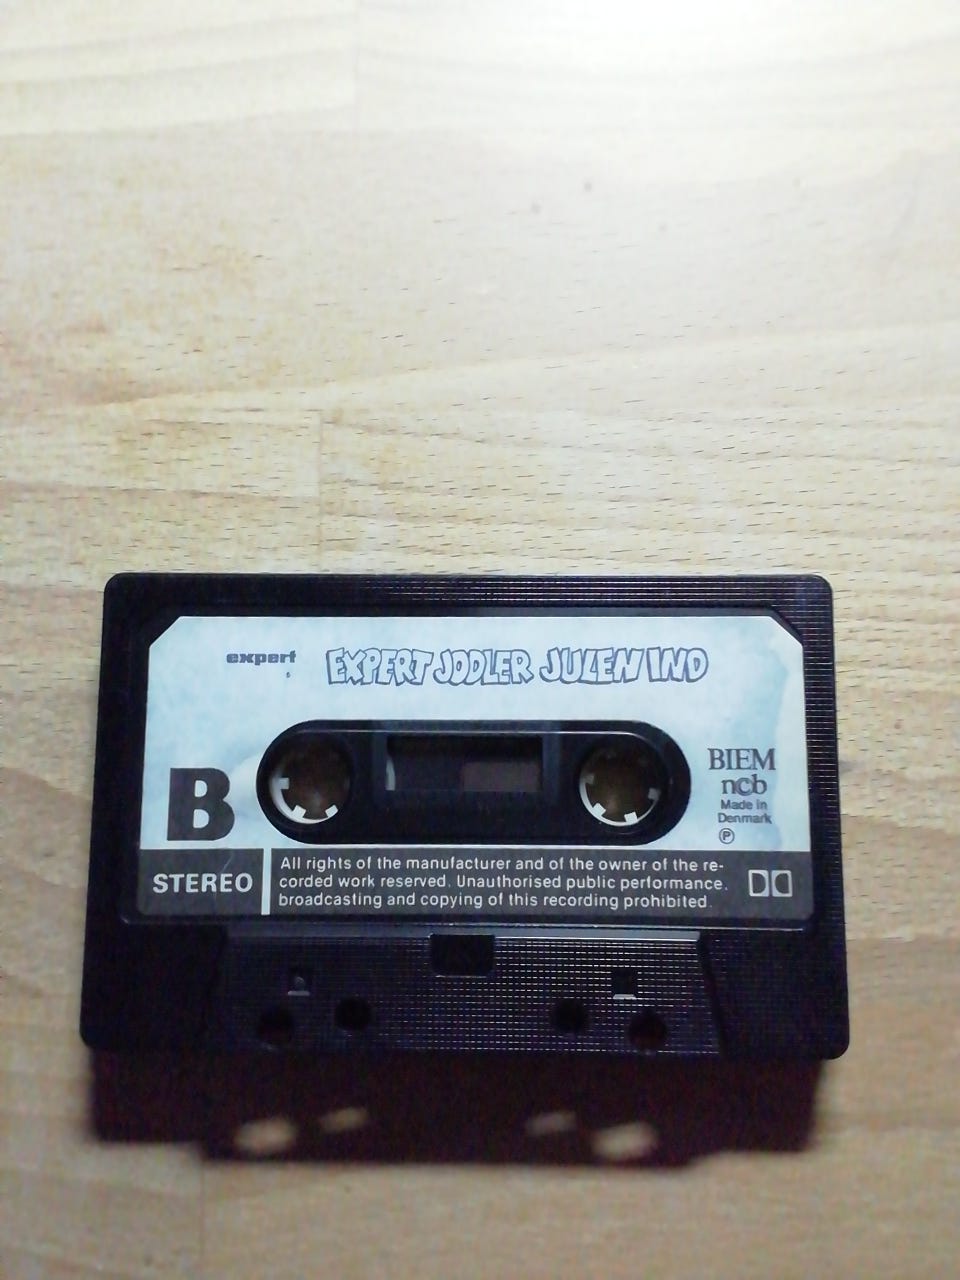 expert
EXPERT JODLER JULEN IND
B
BIEM
ncb
Made in
Denmark
Ⓟ
STEREO
All rights of the manufacturer and of the owner of the re-
corded work reserved. Unauthorised public performance.
broadcasting and copying of this recording prohibited.